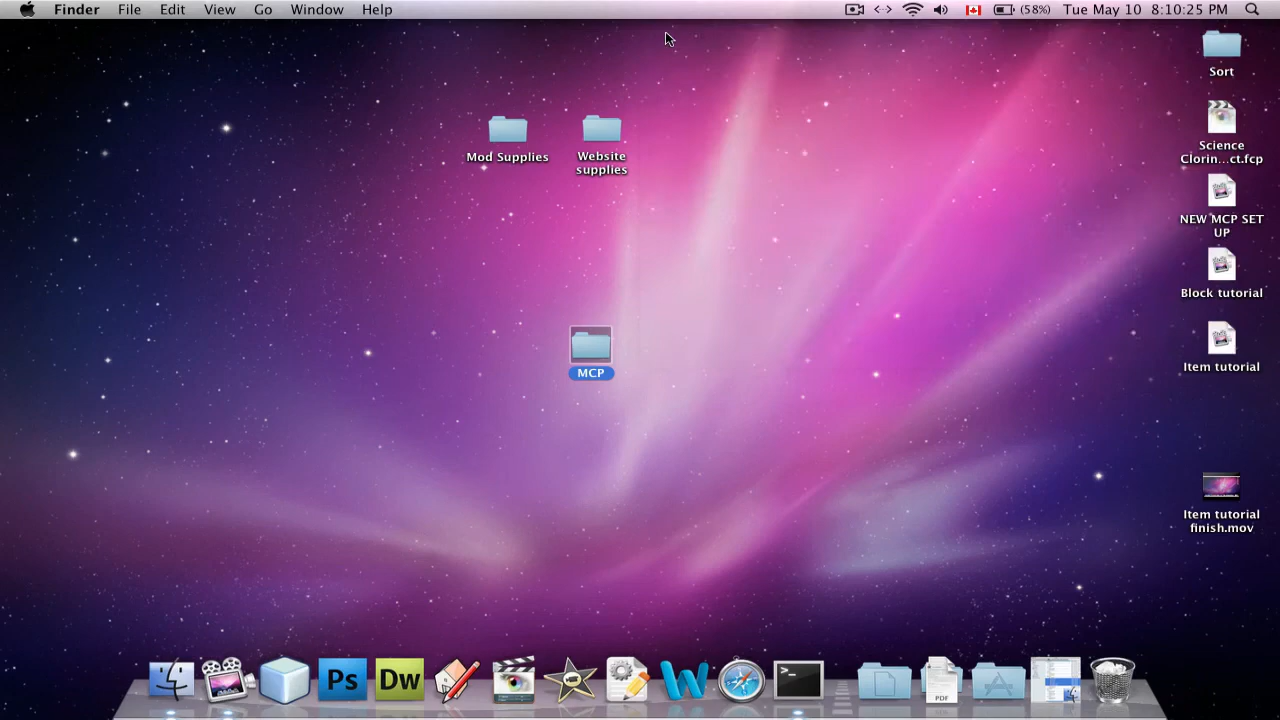 Finder File Edit View Go Window Help (58%) Tue May 10 8:10:25 PM
Sort
Mod Supplies
Website
supplies
Science
Clorin...ct.fcp
NEW MCP SET
UP
Block tutorial
MCP
Item tutorial
Item tutorial
finish.mov
Ps
Dw
W
>_
PDF